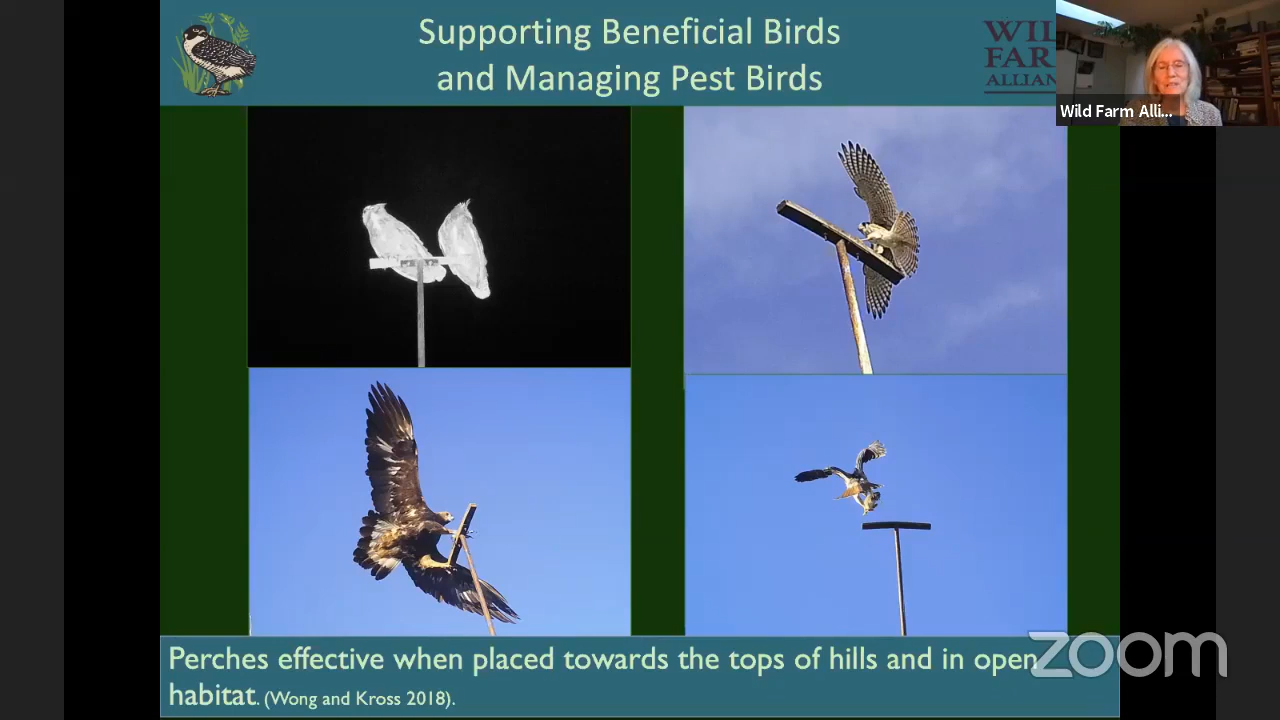 Supporting Beneficial Birds
and Managing Pest Birds
WIL
FAR
ALLIAN
Wild Farm Alli...
Perches effective when placed towards the tops of hills and in open
habitat. (Wong and Kross 2018).
zoom